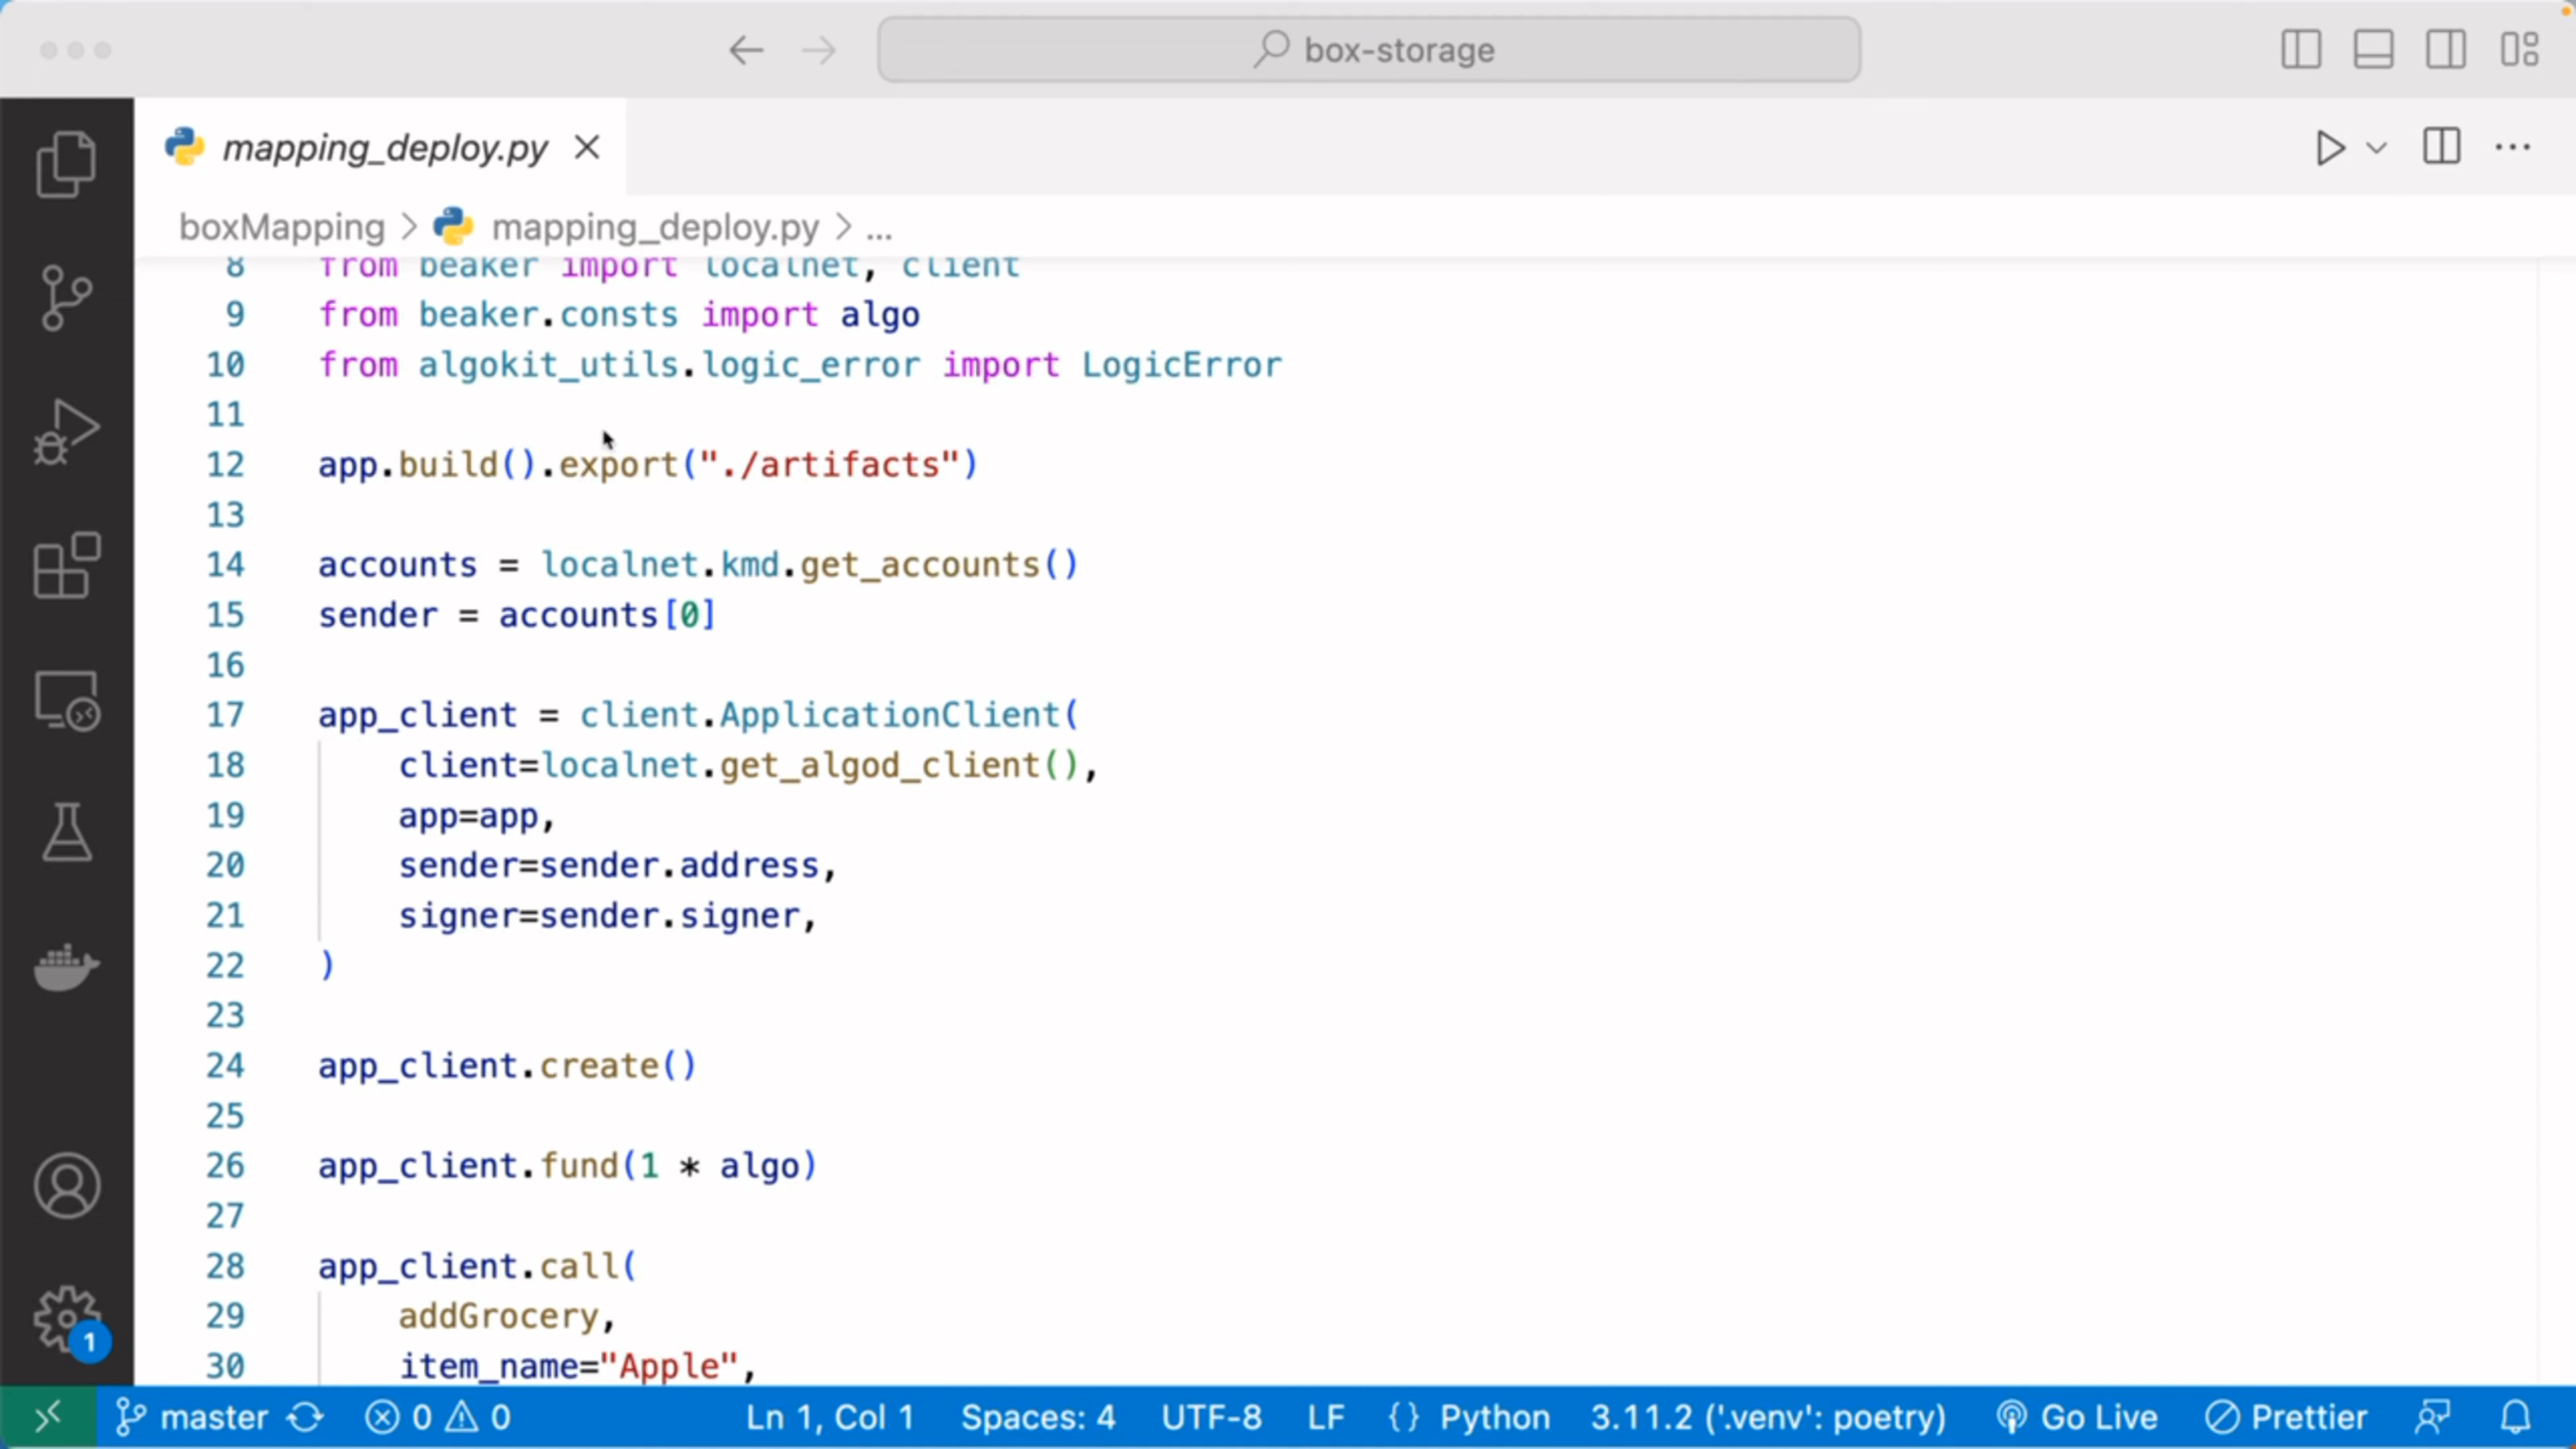 box-storage
mapping_deploy.py
boxMapping > mapping_deploy.py > ...
8 from beaker import localnet, client
9 from beaker.consts import algo
10 from algokit_utils.logic_error import LogicError
11
12 app.build().export("./artifacts")
13
14 accounts = localnet.kmd.get_accounts()
15 sender = accounts[0]
16
17 app_client = client.ApplicationClient(
18     client=localnet.get_algod_client(),
19     app=app,
20     sender=sender.address,
21     signer=sender.signer,
22 )
23
24 app_client.create()
25
26 app_client.fund(1 * algo)
27
28 app_client.call(
29     addGrocery,
30     item_name="Apple",
1
master 0 0 Ln 1, Col 1 Spaces: 4 UTF-8 LF {} Python 3.11.2 ('.venv': poetry) Go Live Prettier